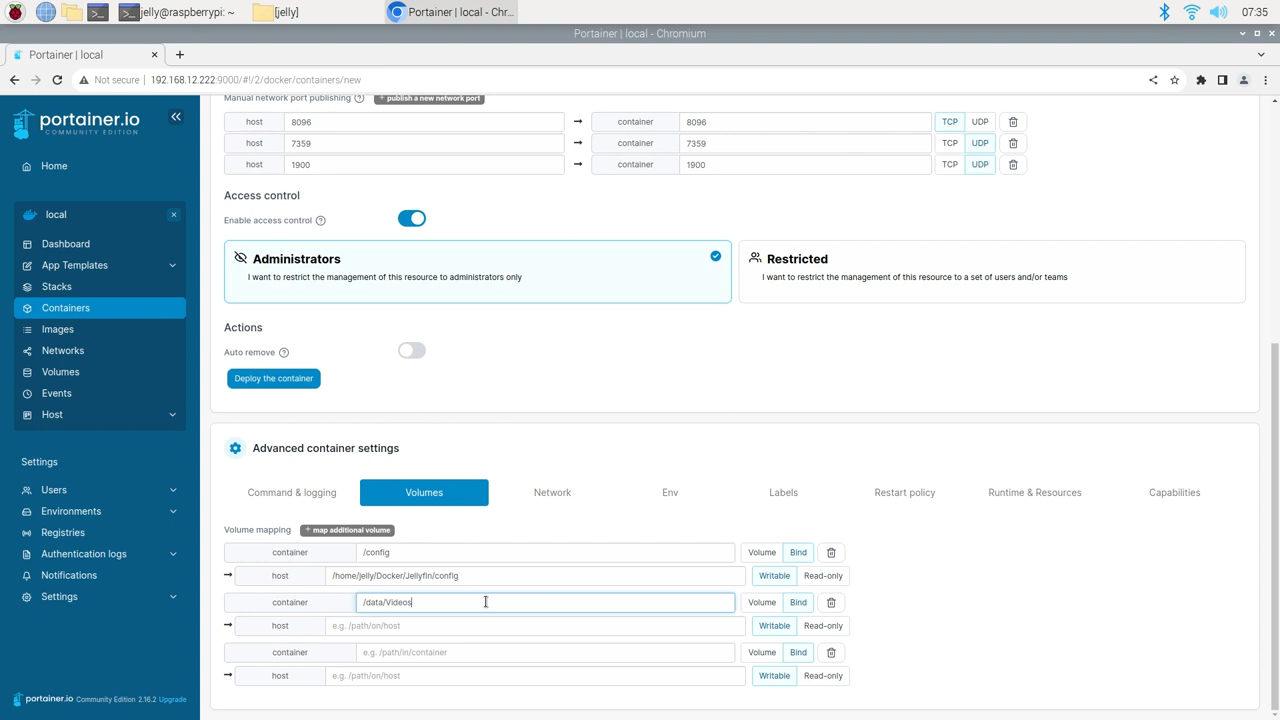 jelly@raspberrypi: ~
[jelly]
Portainer | local - Chr...
07:35
Portainer | local - Chromium
Portainer | local
Not secure
192.168.12.222:9000/#!/2/docker/containers/new
portainer.io
COMMUNITY EDITION
Home
local
Dashboard
App Templates
Stacks
Containers
Images
Networks
Volumes
Events
Host
Settings
Users
Environments
Registries
Authentication logs
Notifications
Settings
portainer.io Community Edition 2.16.2 Upgrade
Manual network port publishing + publish a new network port
host 8096 → container 8096 TCP UDP
host 7359 → container 7359 TCP UDP
host 1900 → container 1900 TCP UDP
Access control
Enable access control
Administrators
I want to restrict the management of this resource to administrators only
Restricted
I want to restrict the management of this resource to a set of users and/or teams
Actions
Auto remove
Deploy the container
Advanced container settings
Command & logging Volumes Network Env Labels Restart policy Runtime & Resources Capabilities
Volume mapping + map additional volume
container /config Volume Bind
→ host /home/jelly/Docker/Jellyfin/config Writable Read-only
container /data/Videos Volume Bind
→ host e.g. /path/on/host Writable Read-only
container e.g. /path/in/container Volume Bind
→ host e.g. /path/on/host Writable Read-only